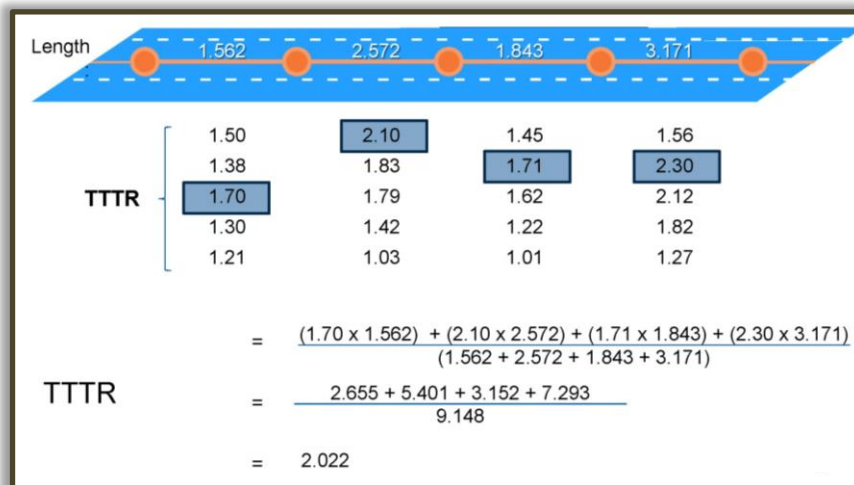 Length 1.562 2.572 1.843 3.171
:
1.50 2.10 1.45 1.56
1.38 1.83 1.71 2.30
TTTR 1.70 1.79 1.62 2.12
1.30 1.42 1.22 1.82
1.21 1.03 1.01 1.27
= (1.70 x 1.562) + (2.10 x 2.572) + (1.71 x 1.843) + (2.30 x 3.171)
(1.562 + 2.572 + 1.843 + 3.171)
TTTR = 2.655 + 5.401 + 3.152 + 7.293
9.148
= 2.022